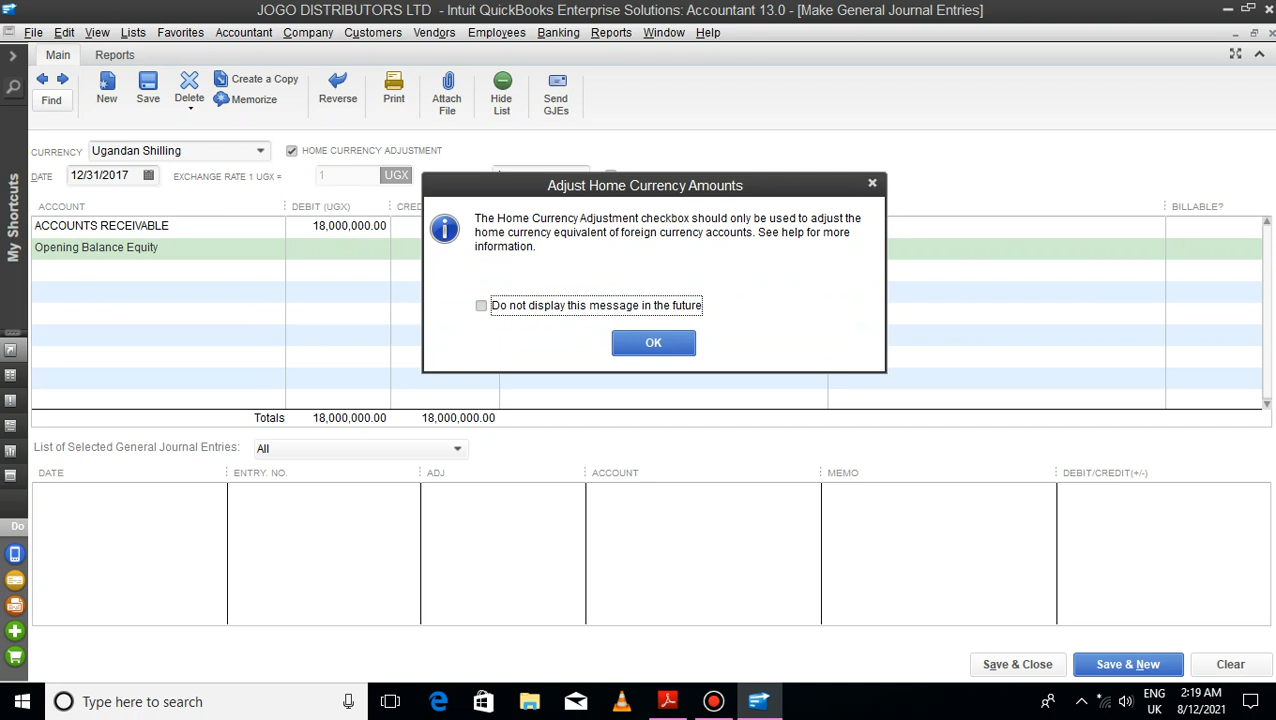 JOGO DISTRIBUTORS LTD - Intuit QuickBooks Enterprise Solutions: Accountant 13.0 - [Make General Journal Entries]
File Edit View Lists Favorites Accountant Company Customers Vendors Employees Banking Reports Window Help
Main Reports
Find
New
Save
Delete
Create a Copy
Memorize
Reverse
Print
Attach File
Hide List
Send GJEs
My Shortcuts
CURRENCY Ugandan Shilling HOME CURRENCY ADJUSTMENT
DATE 12/31/2017 EXCHANGE RATE 1 UGX = 1 UGX
ACCOUNT DEBIT (UGX) CRE BILLABLE?
ACCOUNTS RECEIVABLE 18,000,000.00
Opening Balance Equity
Adjust Home Currency Amounts
The Home Currency Adjustment checkbox should only be used to adjust the
home currency equivalent of foreign currency accounts. See help for more
information.
Do not display this message in the future
OK
Totals 18,000,000.00 18,000,000.00
List of Selected General Journal Entries: All
DATE ENTRY. NO. ADJ ACCOUNT MEMO DEBIT/CREDIT(+/-)
Do
Save & Close Save & New Clear
Type here to search
ENG
UK
2:19 AM
8/12/2021